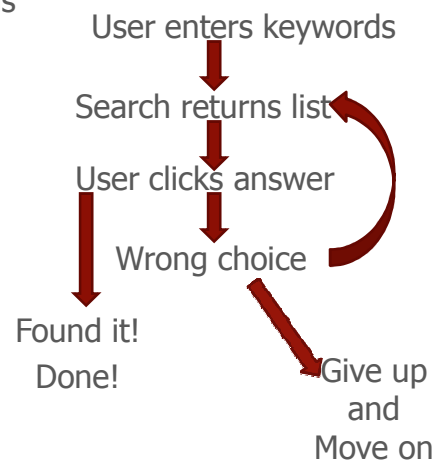 s
User enters keywords
Search returns list
User clicks answer
Wrong choice
Found it!
Done!
Give up
and
Move on